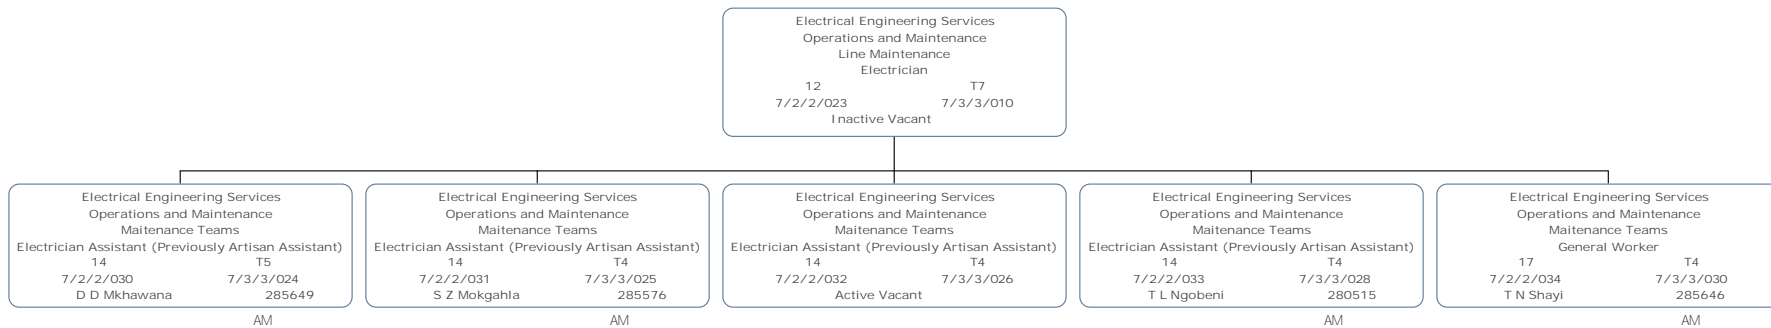 Electrical Engineering Services
Operations and Maintenance
Line Maintenance
Electrician
12 T7
7/2/2/023 7/3/3/010
Inactive Vacant
Electrical Engineering Services
Operations and Maintenance
Maitenance Teams
Electrician Assistant (Previously Artisan Assistant)
14 T5
7/2/2/030 7/3/3/024
D D Mkhawana 285649
AM
Electrical Engineering Services
Operations and Maintenance
Maitenance Teams
Electrician Assistant (Previously Artisan Assistant)
14 T4
7/2/2/031 7/3/3/025
S Z Mokgahla 285576
AM
Electrical Engineering Services
Operations and Maintenance
Maitenance Teams
Electrician Assistant (Previously Artisan Assistant)
14 T4
7/2/2/032 7/3/3/026
Active Vacant
Electrical Engineering Services
Operations and Maintenance
Maitenance Teams
Electrician Assistant (Previously Artisan Assistant)
14 T4
7/2/2/033 7/3/3/028
T L Ngobeni 280515
AM
Electrical Engineering Services
Operations and Maintenance
Maitenance Teams
General Worker
17 T4
7/2/2/034 7/3/3/030
T N Shayi 285646
AM